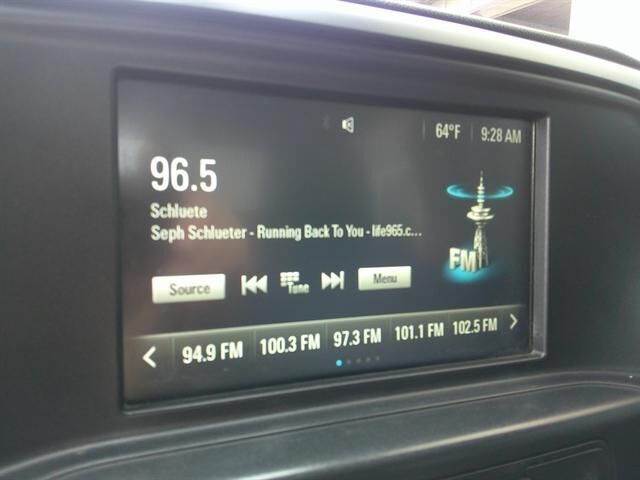 64°F 9:28 AM
96.5
Schluete
Seph Schlueter - Running Back To You - life965.c...
FM
Source Tune Menu
94.9 FM 100.3 FM 97.3 FM 101.1 FM 102.5 FM